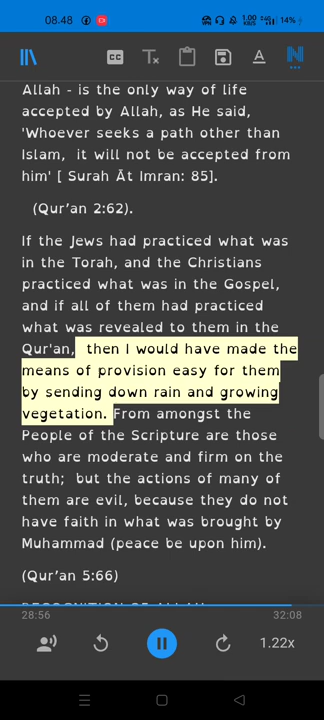 08.48
1.00
KB/S
14%
CC
A
N
Allah - is the only way of life
accepted by Allah, as He said,
'Whoever seeks a path other than
Islam, it will not be accepted from
him' [ Surah Āt Imran: 85].
(Qur'an 2:62).
If the Jews had practiced what was
in the Torah, and the Christians
practiced what was in the Gospel,
and if all of them had practiced
what was revealed to them in the
Qur'an, then I would have made the
means of provision easy for them
by sending down rain and growing
vegetation. From amongst the
People of the Scripture are those
who are moderate and firm on the
truth; but the actions of many of
them are evil, because they do not
have faith in what was brought by
Muhammad (peace be upon him).
(Qur'an 5:66)
RECOGNITION OF ALLAH
28:56
32:08
1.22x